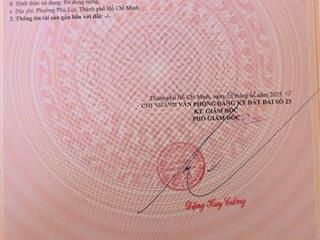 đ. Hình thức sử dụng: Sử dụng riêng,
e. Địa chỉ: Phường Phú Lợi, Thành phố Hồ Chí Minh.
3. Thông tin tài sản gắn liền với đất: -/-
Thành phố Hồ Chí Minh, ngày tháng năm 2025
CHI NHÁNH VĂN PHÒNG ĐĂNG KÝ ĐẤT ĐAI SỐ 23
KT. GIÁM ĐỐC
PHÓ GIÁM ĐỐC
Đặng Huy Cường